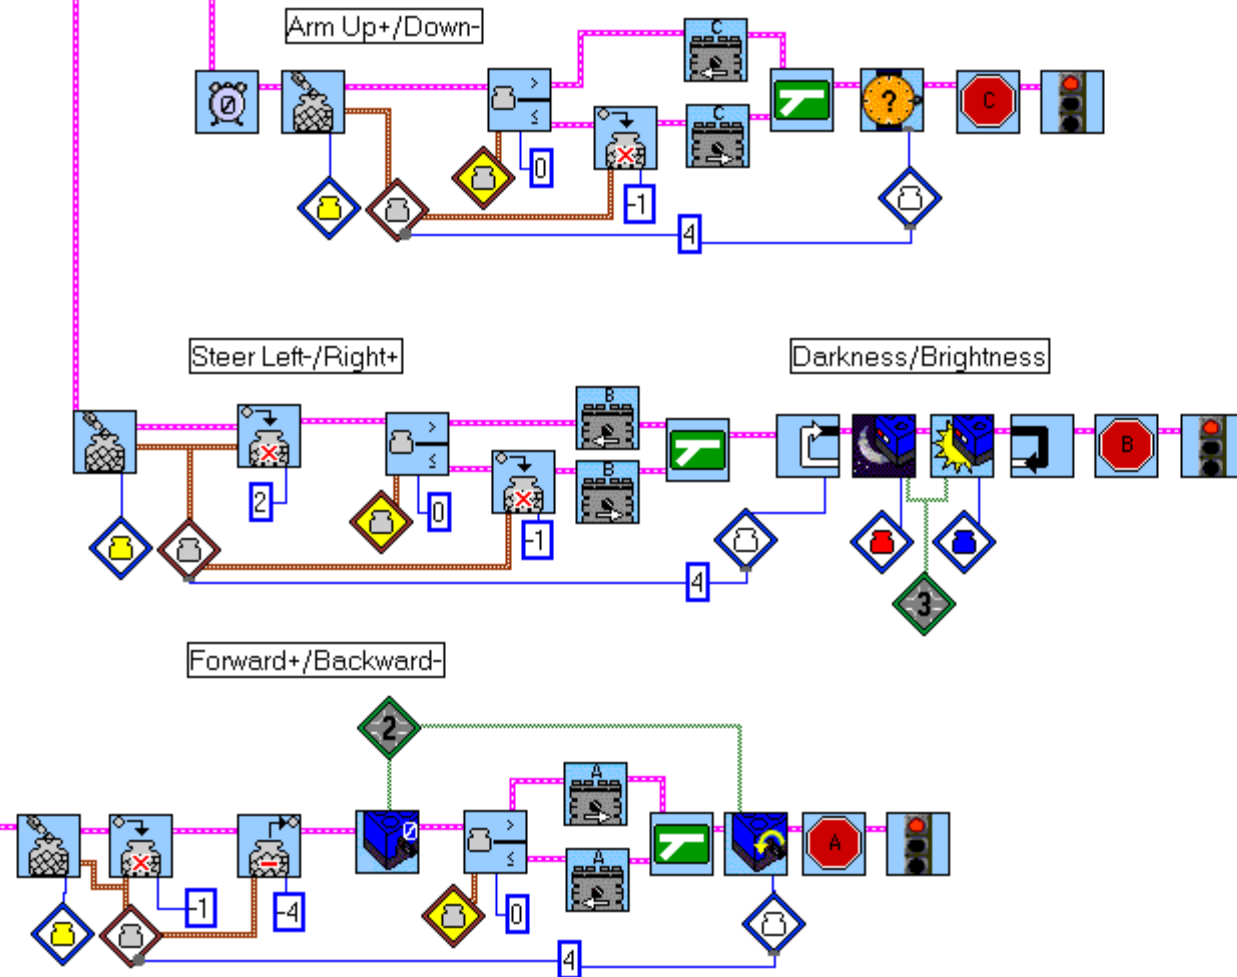 Arm Up+/Down-
C
0
?
C
>
≤
0
C
-1
4
Steer Left-/Right+
Darkness/Brightness
B
>
≤
B
B
2
0
-1
4
3
Forward+/Backward-
2
A
0
>
≤
A
A
-1
-4
0
4